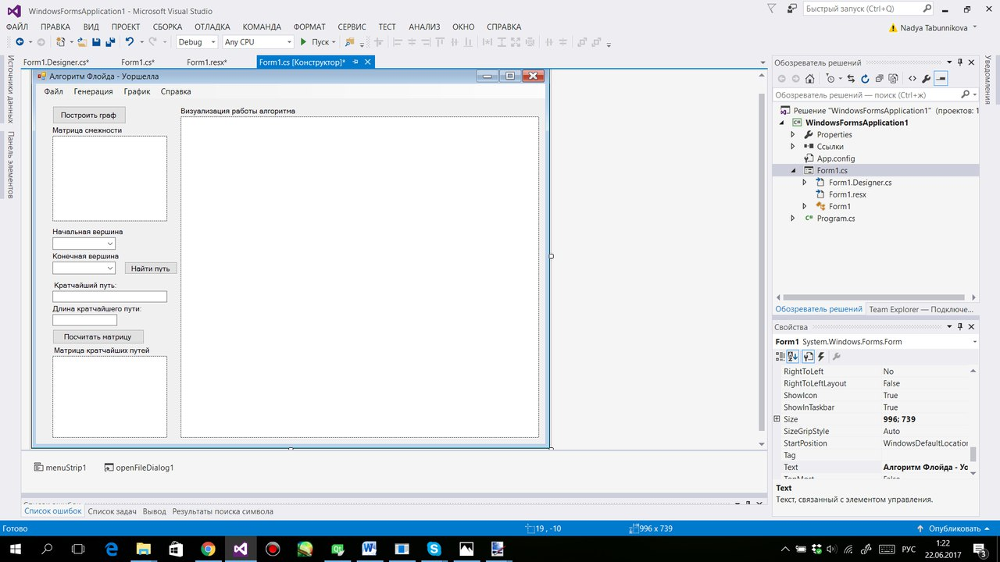 WindowsFormsApplication1 - Microsoft Visual Studio
Быстрый запуск (Ctrl+Q)
ФАЙЛ ПРАВКА ВИД ПРОЕКТ СБОРКА ОТЛАДКА КОМАНДА ФОРМАТ СЕРВИС ТЕСТ АНАЛИЗ ОКНО СПРАВКА
Nadya Tabunnikova
Debug Any CPU Пуск
Источники данных
Панель элементов
Form1.Designer.cs* Form1.cs* Form1.resx* Form1.cs [Конструктор]*
Алгоритм Флойда - Уоршелла
Файл Генерация График Справка
Построить граф
Визуализация работы алгоритма
Матрица смежности
Начальная вершина
Конечная вершина
Найти путь
Кратчайший путь:
Длина кратчайшего пути:
Посчитать матрицу
Матрица кратчайших путей
menuStrip1 openFileDialog1
Список ошибок Список задач Вывод Результаты поиска символа
Обозреватель решений
Обозреватель решений — поиск (Ctrl+ж)
Решение "WindowsFormsApplication1" (проектов: 1
WindowsFormsApplication1
Properties
Ссылки
App.config
Form1.cs
Form1.Designer.cs
Form1.resx
Form1
Program.cs
Обозреватель решений Team Explorer — Подключе...
Свойства
Form1 System.Windows.Forms.Form
RightToLeft No
RightToLeftLayout False
ShowIcon True
ShowInTaskbar True
Size 996; 739
SizeGripStyle Auto
StartPosition WindowsDefaultLocation
Tag
Text Алгоритм Флойда - Уо
Text
Текст, связанный с элементом управления.
Уведомления
Готово 19 , -10 996 x 739 Опубликовать
РУС 1:22
22.06.2017
3